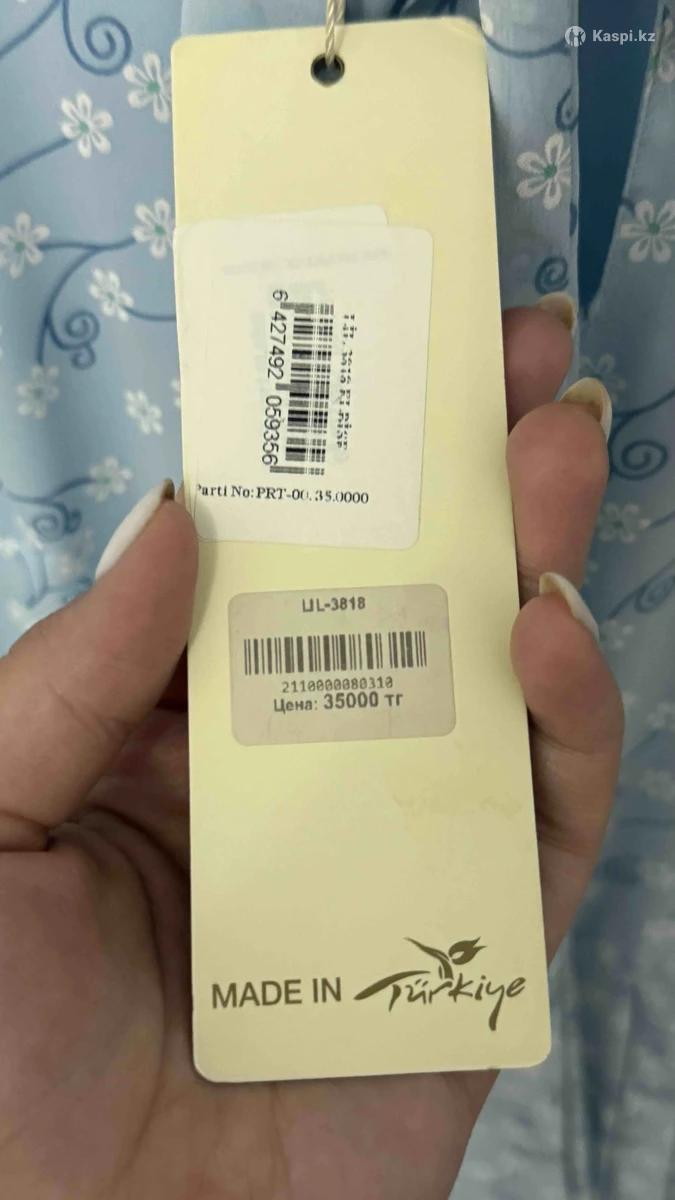 Kaspi.kz
6 427492 059356
Parti No:PRT-00.35.0000
LIL-3818
2110000080310
Цена: 35000 тг
MADE IN Türkiye